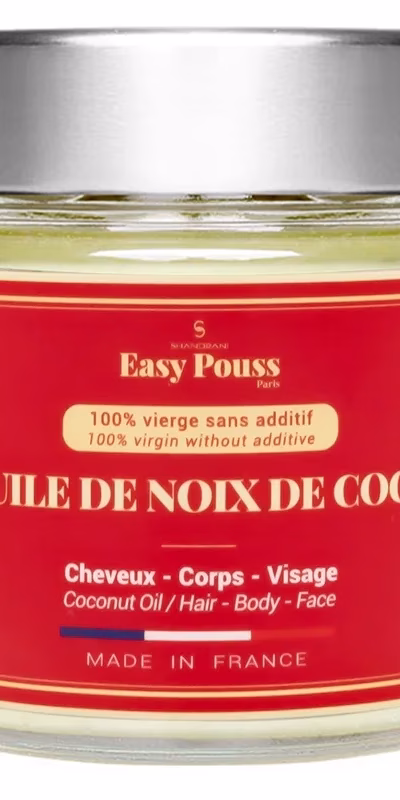 S
SHANDRANI
Easy Pouss
Paris
100% vierge sans additif
100% virgin without additive
UILE DE NOIX DE COC
Cheveux - Corps - Visage
Coconut Oil / Hair - Body - Face
MADE IN FRANCE